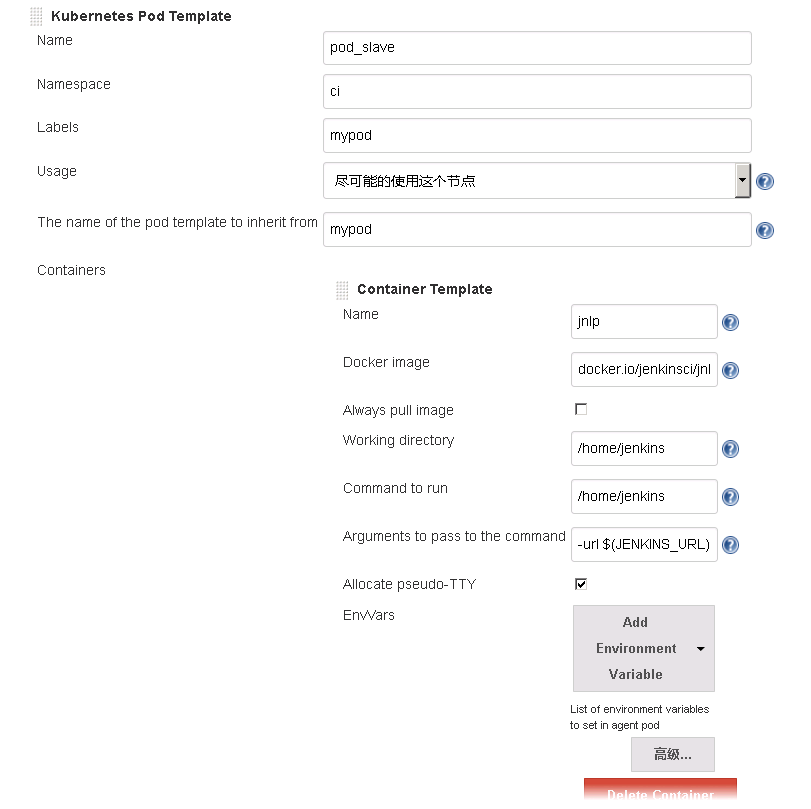 Kubernetes Pod Template
Name
pod_slave
Namespace
ci
Labels
mypod
Usage
尽可能的使用这个节点
The name of the pod template to inherit from
mypod
Containers
Container Template
Name
jnlp
Docker image
docker.io/jenkinsci/jnl
Always pull image
Working directory
/home/jenkins
Command to run
/home/jenkins
Arguments to pass to the command
-url $(JENKINS_URL)
Allocate pseudo-TTY
EnvVars
Add
Environment
Variable
List of environment variables
to set in agent pod
高级...
Delete Container